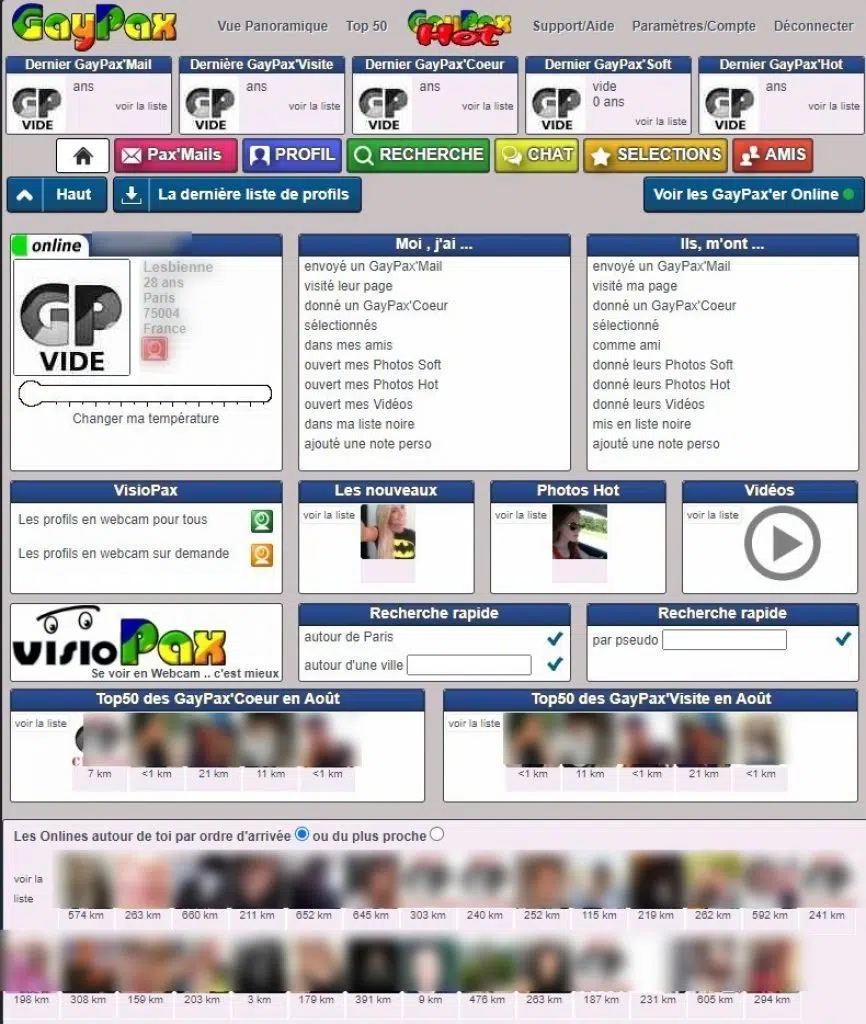 GayPax
Vue Panoramique Top 50 GayPax Hot Support/Aide Paramètres/Compte Déconnecter
Dernier GayPax'Mail Dernière GayPax'Visite Dernier GayPax'Coeur Dernier GayPax'Soft Dernier GayPax'Hot
GP VIDE ans voir la liste
GP VIDE ans voir la liste
GP VIDE ans voir la liste
GP VIDE vide 0 ans voir la liste
GP VIDE ans voir la liste
Pax'Mails PROFIL RECHERCHE CHAT SELECTIONS AMIS
Haut La dernière liste de profils Voir les GayPax'er Online
online
GP
VIDE
Lesbienne
28 ans
Paris
75004
France
Changer ma température
Moi , j'ai ...
envoyé un GayPax'Mail
visité leur page
donné un GayPax'Coeur
sélectionnés
dans mes amis
ouvert mes Photos Soft
ouvert mes Photos Hot
ouvert mes Vidéos
dans ma liste noire
ajouté une note perso
Ils, m'ont ...
envoyé un GayPax'Mail
visité ma page
donné un GayPax'Coeur
sélectionné
comme ami
donné leurs Photos Soft
donné leurs Photos Hot
donné leurs Vidéos
mis en liste noire
ajouté une note perso
VisioPax
Les profils en webcam pour tous
Les profils en webcam sur demande
Les nouveaux
voir la liste
Photos Hot
voir la liste
Vidéos
voir la liste
visioPax
Se voir en Webcam .. c'est mieux
Recherche rapide
autour de Paris
autour d'une ville
Recherche rapide
par pseudo
Top50 des GayPax'Coeur en Août
voir la liste
7 km <1 km 21 km 11 km <1 km
Top50 des GayPax'Visite en Août
voir la liste
<1 km 11 km <1 km 21 km <1 km
Les Onlines autour de toi par ordre d'arrivée ou du plus proche
voir la
liste
574 km 263 km 660 km 211 km 652 km 645 km 303 km 240 km 252 km 115 km 219 km 262 km 592 km 241 km
198 km 308 km 159 km 203 km 3 km 179 km 391 km 9 km 476 km 263 km 187 km 231 km 605 km 294 km